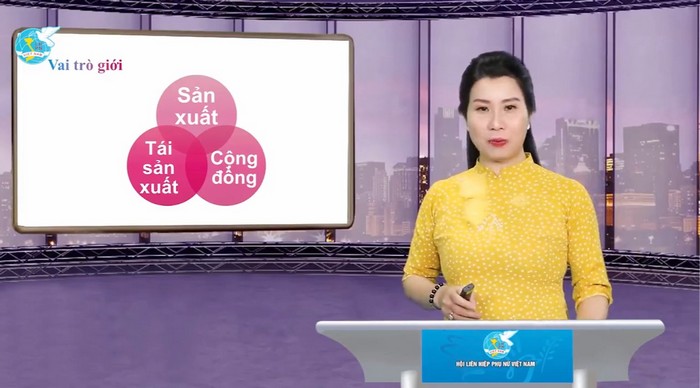 Vai trò giới
Sản
xuất
Tái
sản
xuất
Cộng
đồng
HỘI LIÊN HIỆP PHỤ NỮ VIỆT NAM